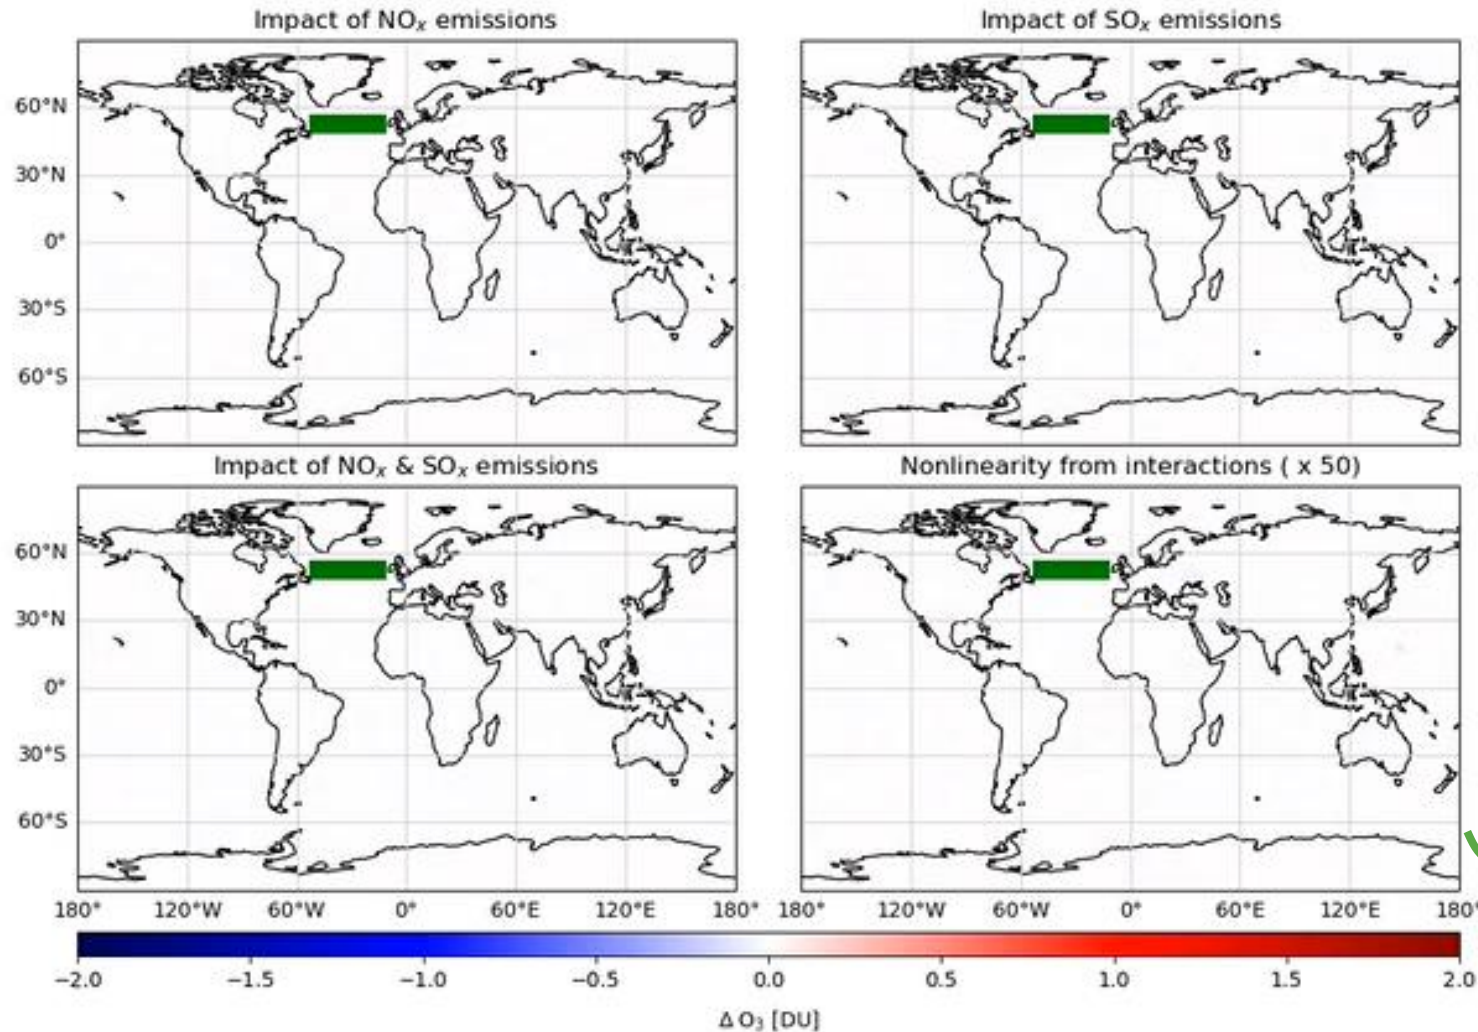 Impact of NOₓ emissions
Impact of SOₓ emissions
60°N
30°N
0°
30°S
60°S
Impact of NOₓ & SOₓ emissions
Nonlinearity from interactions ( x 50)
60°N
30°N
0°
30°S
60°S
180° 120°W 60°W 0° 60°E 120°E 180°
180° 120°W 60°W 0° 60°E 120°E 180°
−2.0 −1.5 −1.0 −0.5 0.0 0.5 1.0 1.5 2.0
Δ O₃ [DU]